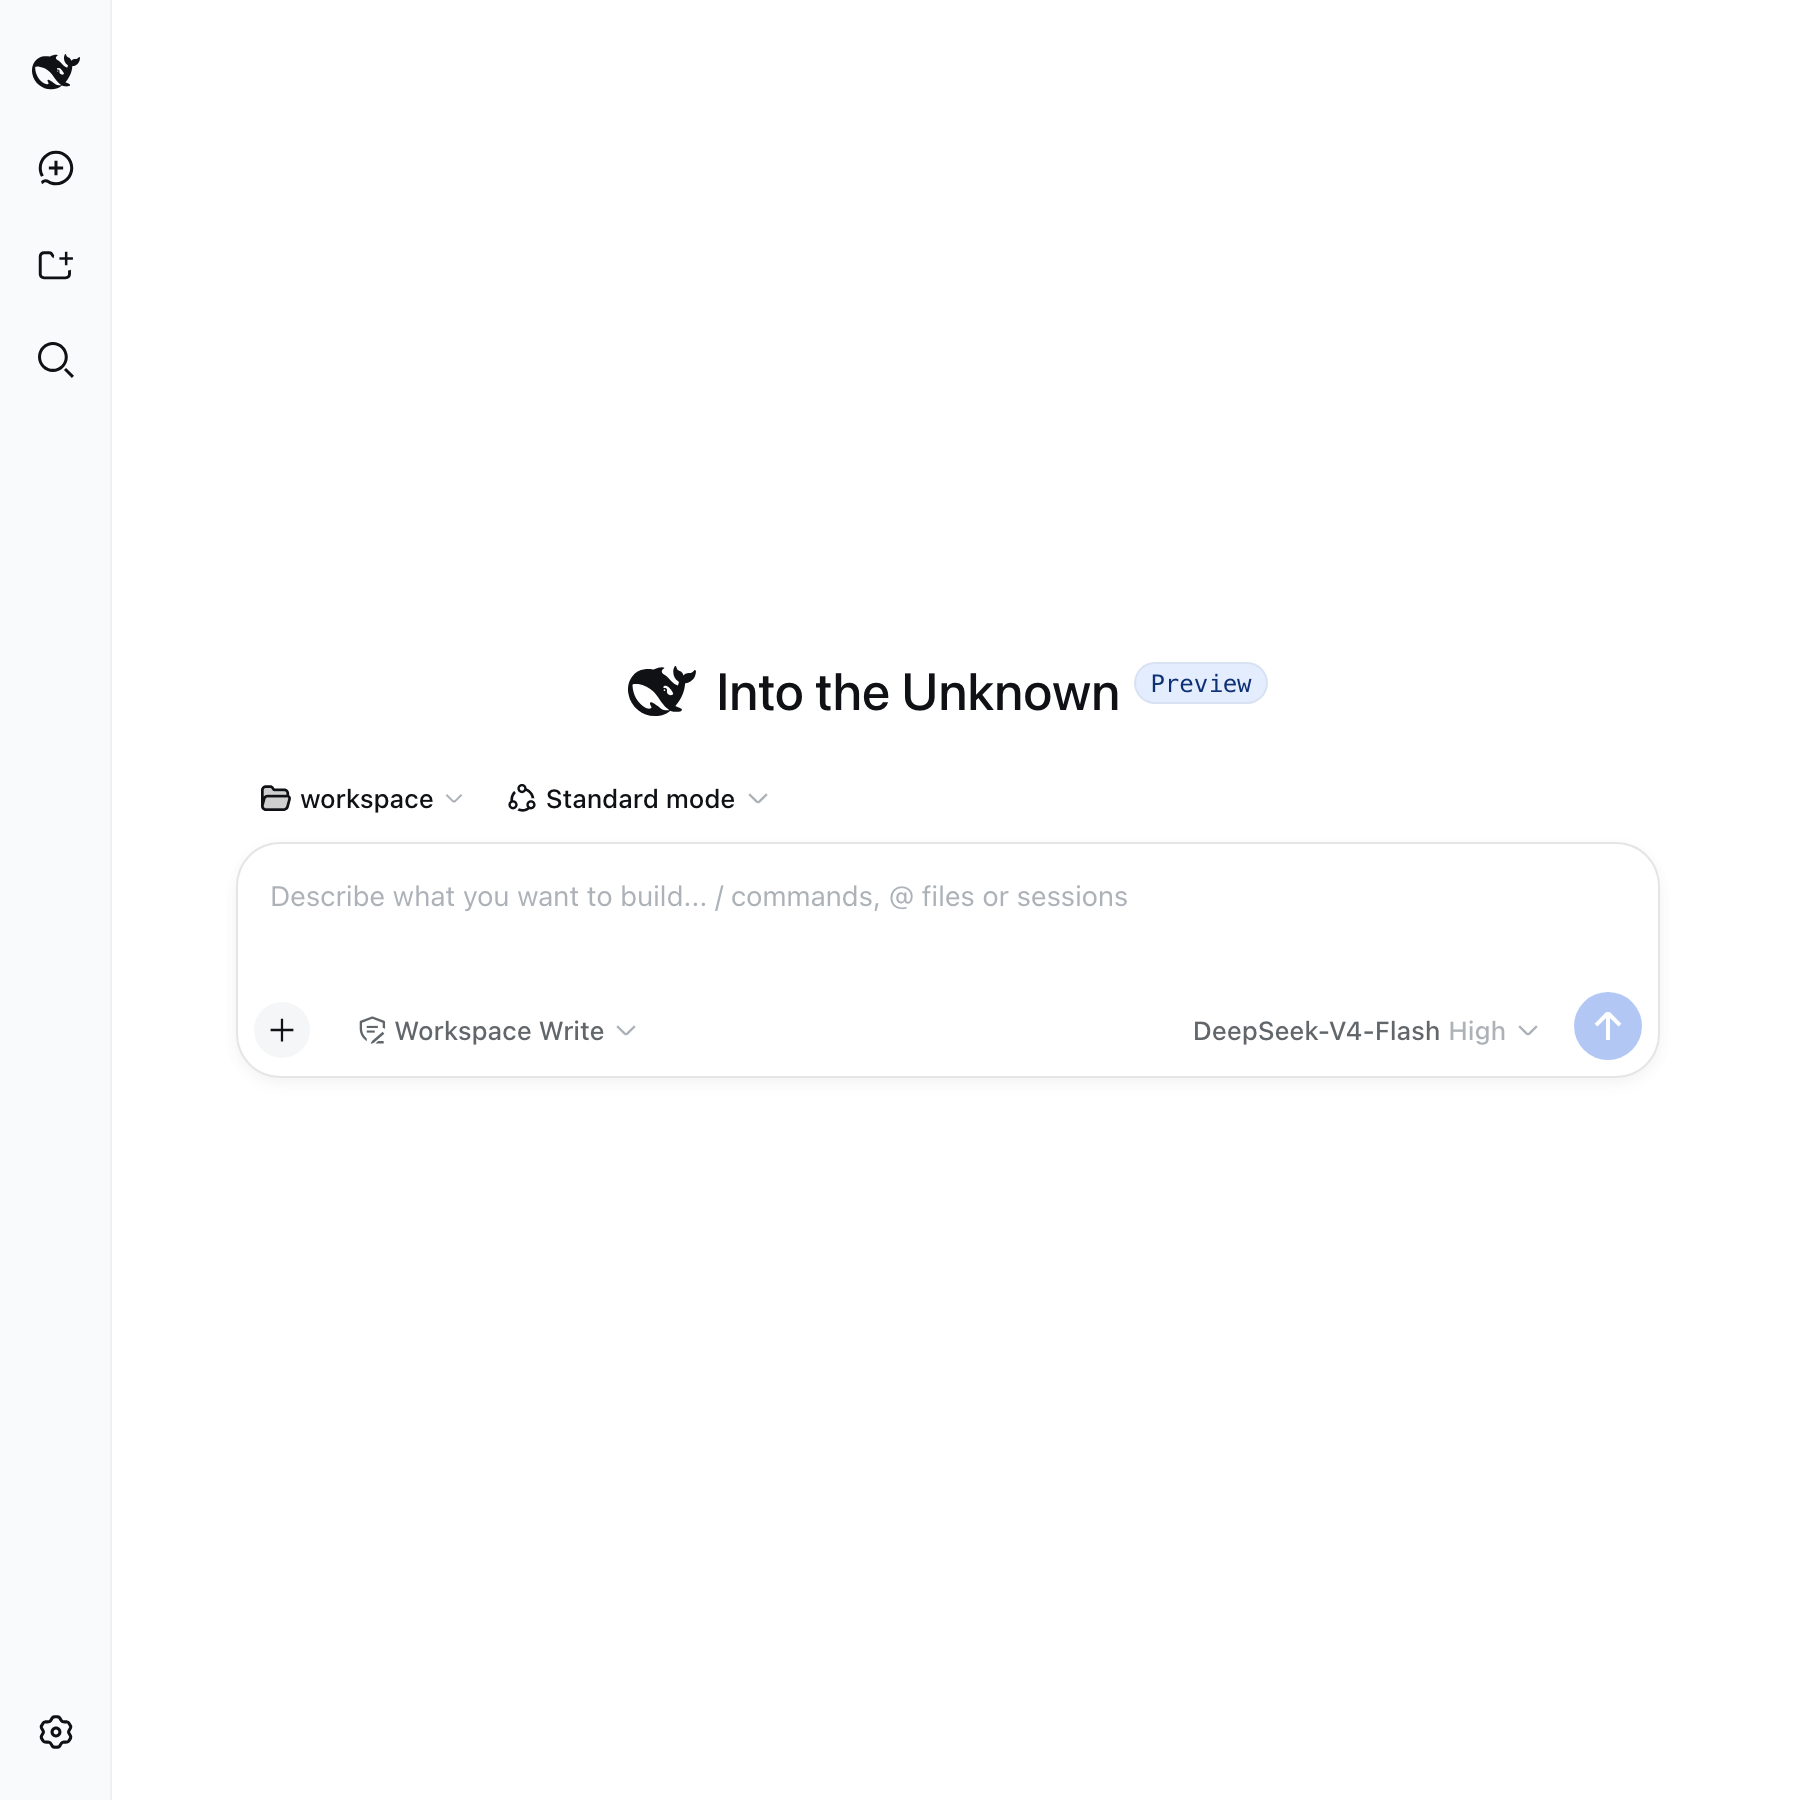 Into the Unknown Preview
workspace Standard mode
Describe what you want to build... / commands, @ files or sessions
Workspace Write DeepSeek-V4-Flash High